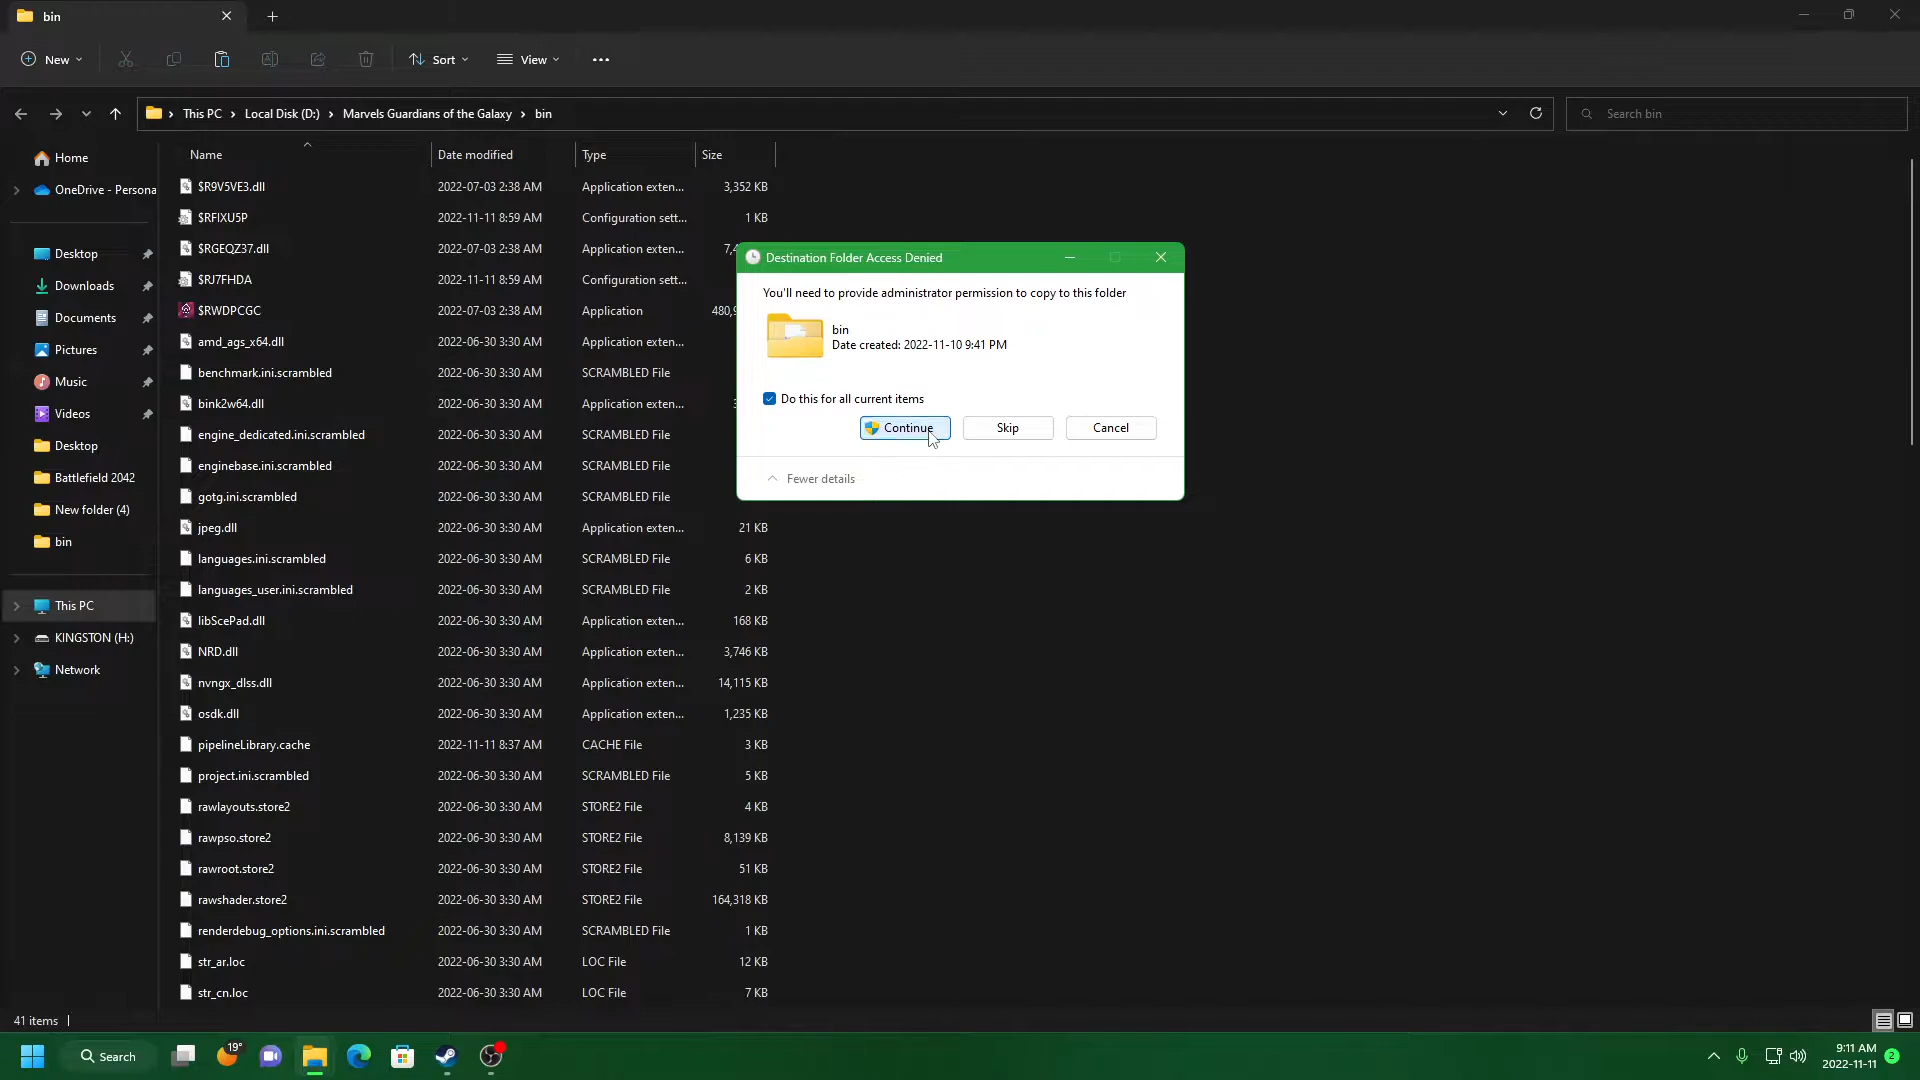 bin
New
Sort
View
This PC
Local Disk (D:)
Marvels Guardians of the Galaxy
bin
Search bin
Name
Date modified
Type
Size
Home
OneDrive - Persona
Desktop
Downloads
Documents
Pictures
Music
Videos
Desktop
Battlefield 2042
New folder (4)
bin
This PC
KINGSTON (H:)
Network
$R9V5VE3.dll 2022-07-03 2:38 AM Application exten... 3,352 KB
$RFIXU5P 2022-11-11 8:59 AM Configuration sett... 1 KB
$RGEQZ37.dll 2022-07-03 2:38 AM Application exten... 7,4
$RJ7FHDA 2022-11-11 8:59 AM Configuration sett...
$RWDPCGC 2022-07-03 2:38 AM Application 480,9
amd_ags_x64.dll 2022-06-30 3:30 AM Application exten...
benchmark.ini.scrambled 2022-06-30 3:30 AM SCRAMBLED File
bink2w64.dll 2022-06-30 3:30 AM Application exten...
engine_dedicated.ini.scrambled 2022-06-30 3:30 AM SCRAMBLED File
enginebase.ini.scrambled 2022-06-30 3:30 AM SCRAMBLED File
gotg.ini.scrambled 2022-06-30 3:30 AM SCRAMBLED File
jpeg.dll 2022-06-30 3:30 AM Application exten... 21 KB
languages.ini.scrambled 2022-06-30 3:30 AM SCRAMBLED File 6 KB
languages_user.ini.scrambled 2022-06-30 3:30 AM SCRAMBLED File 2 KB
libScePad.dll 2022-06-30 3:30 AM Application exten... 168 KB
NRD.dll 2022-06-30 3:30 AM Application exten... 3,746 KB
nvngx_dlss.dll 2022-06-30 3:30 AM Application exten... 14,115 KB
osdk.dll 2022-06-30 3:30 AM Application exten... 1,235 KB
pipelineLibrary.cache 2022-11-11 8:37 AM CACHE File 3 KB
project.ini.scrambled 2022-06-30 3:30 AM SCRAMBLED File 5 KB
rawlayouts.store2 2022-06-30 3:30 AM STORE2 File 4 KB
rawpso.store2 2022-06-30 3:30 AM STORE2 File 8,139 KB
rawroot.store2 2022-06-30 3:30 AM STORE2 File 51 KB
rawshader.store2 2022-06-30 3:30 AM STORE2 File 164,318 KB
renderdebug_options.ini.scrambled 2022-06-30 3:30 AM SCRAMBLED File 1 KB
str_ar.loc 2022-06-30 3:30 AM LOC File 12 KB
str_cn.loc 2022-06-30 3:30 AM LOC File 7 KB
Destination Folder Access Denied
You'll need to provide administrator permission to copy to this folder
bin
Date created: 2022-11-10 9:41 PM
Do this for all current items
Continue
Skip
Cancel
Fewer details
41 items
Search
19°
9:11 AM
2022-11-11
2